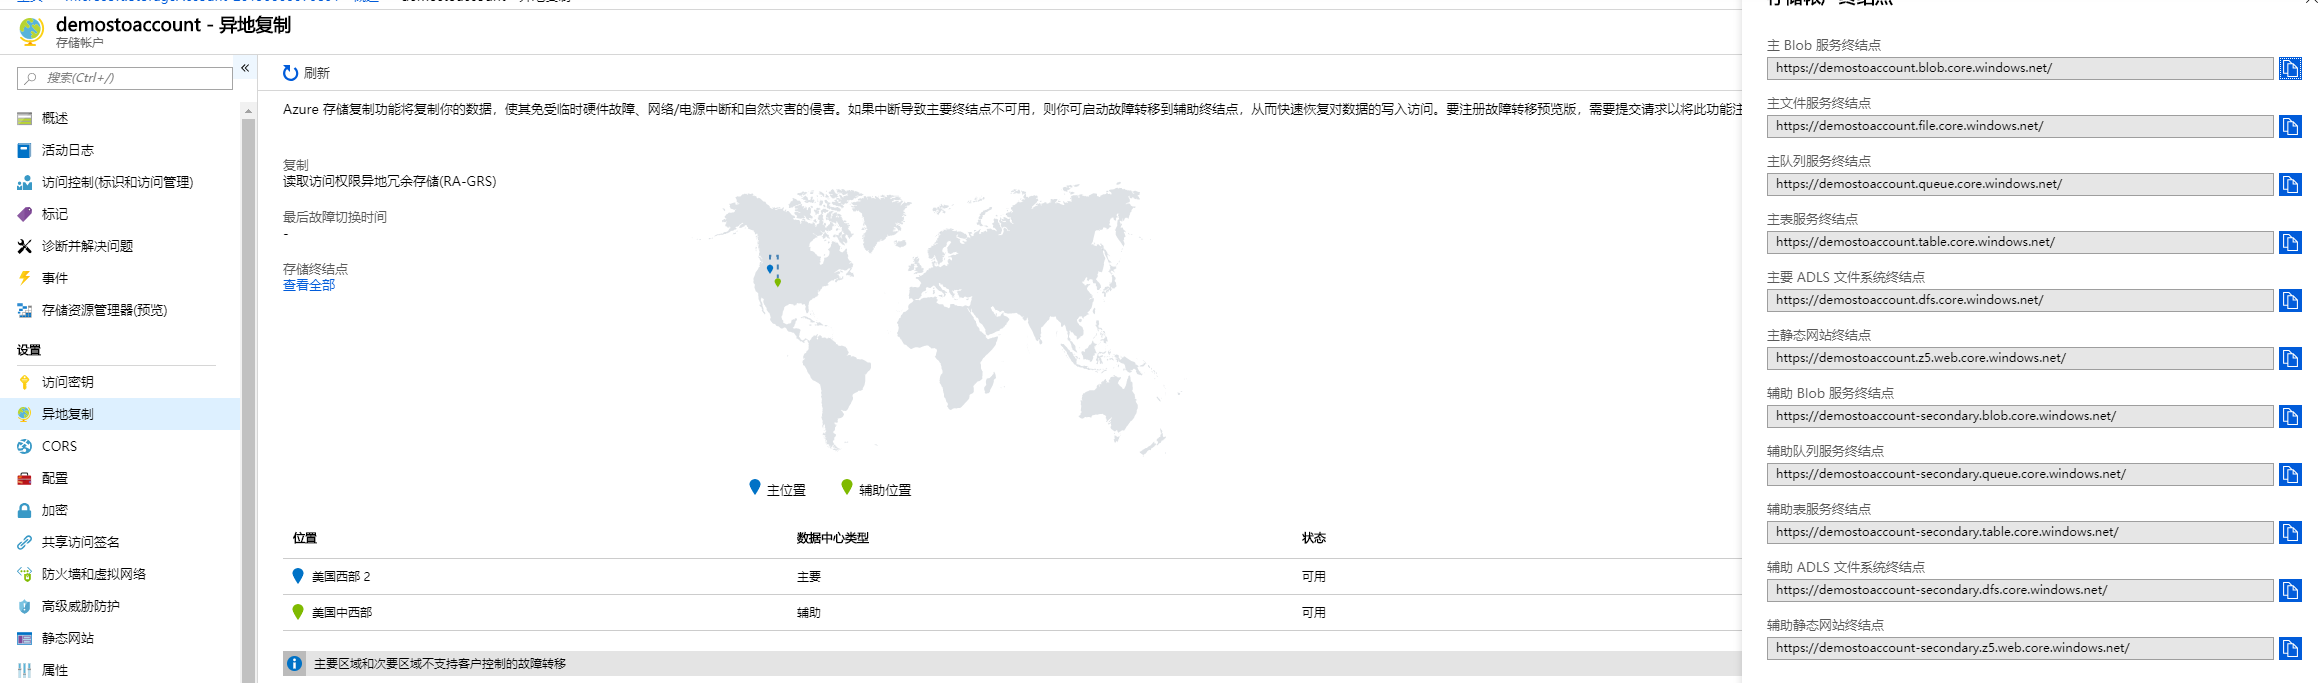 demostoaccount - 异地复制
存储帐户
搜索(Ctrl+/)
«
概述
活动日志
访问控制(标识和访问管理)
标记
诊断并解决问题
事件
存储资源管理器(预览)
设置
访问密钥
异地复制
CORS
配置
加密
共享访问签名
防火墙和虚拟网络
高级威胁防护
静态网站
属性
刷新
Azure 存储复制功能将复制你的数据，使其免受临时硬件故障、网络/电源中断和自然灾害的侵害。如果中断导致主要终结点不可用，则你可启动故障转移到辅助终结点，从而快速恢复对数据的写入访问。要注册故障转移预览版，需要提交请求以将此功能注
复制
读取访问权限异地冗余存储(RA-GRS)
最后故障切换时间
-
存储终结点
查看全部
主位置 辅助位置
位置 数据中心类型 状态
美国西部 2 主要 可用
美国中西部 辅助 可用
主要区域和次要区域不支持客户控制的故障转移
存储帐户终结点
主 Blob 服务终结点
https://demostoaccount.blob.core.windows.net/
主文件服务终结点
https://demostoaccount.file.core.windows.net/
主队列服务终结点
https://demostoaccount.queue.core.windows.net/
主表服务终结点
https://demostoaccount.table.core.windows.net/
主要 ADLS 文件系统终结点
https://demostoaccount.dfs.core.windows.net/
主静态网站终结点
https://demostoaccount.z5.web.core.windows.net/
辅助 Blob 服务终结点
https://demostoaccount-secondary.blob.core.windows.net/
辅助队列服务终结点
https://demostoaccount-secondary.queue.core.windows.net/
辅助表服务终结点
https://demostoaccount-secondary.table.core.windows.net/
辅助 ADLS 文件系统终结点
https://demostoaccount-secondary.dfs.core.windows.net/
辅助静态网站终结点
https://demostoaccount-secondary.z5.web.core.windows.net/